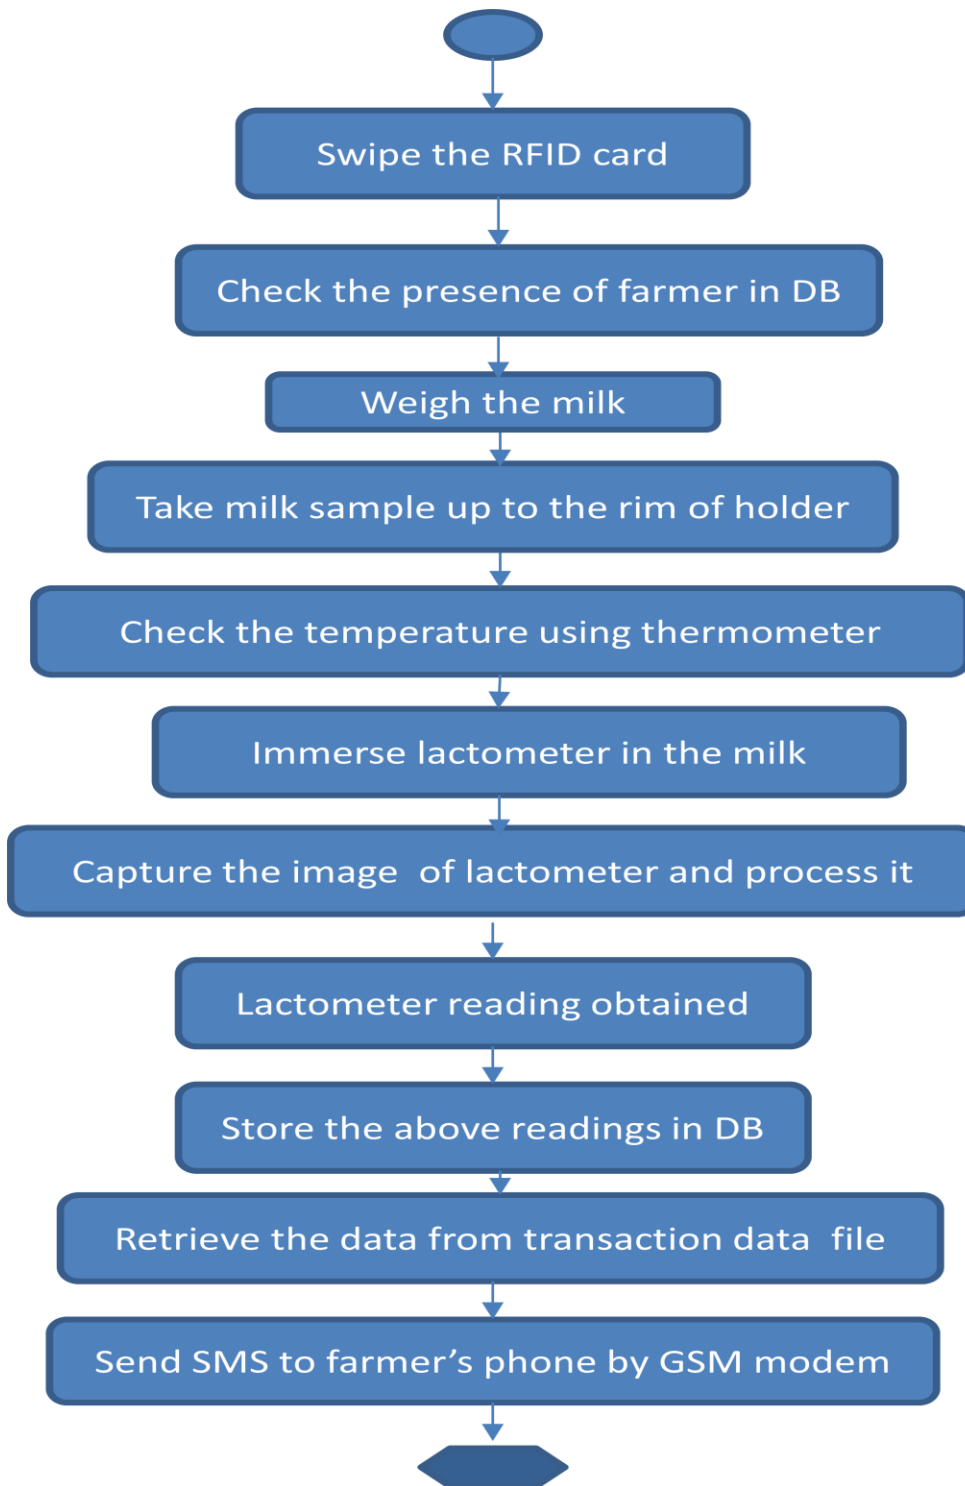 Swipe the RFID card
Check the presence of farmer in DB
Weigh the milk
Take milk sample up to the rim of holder
Check the temperature using thermometer
Immerse lactometer in the milk
Capture the image  of lactometer and process it
Lactometer reading obtained
Store the above readings in DB
Retrieve the data from transaction data  file
Send SMS to farmer’s phone by GSM modem